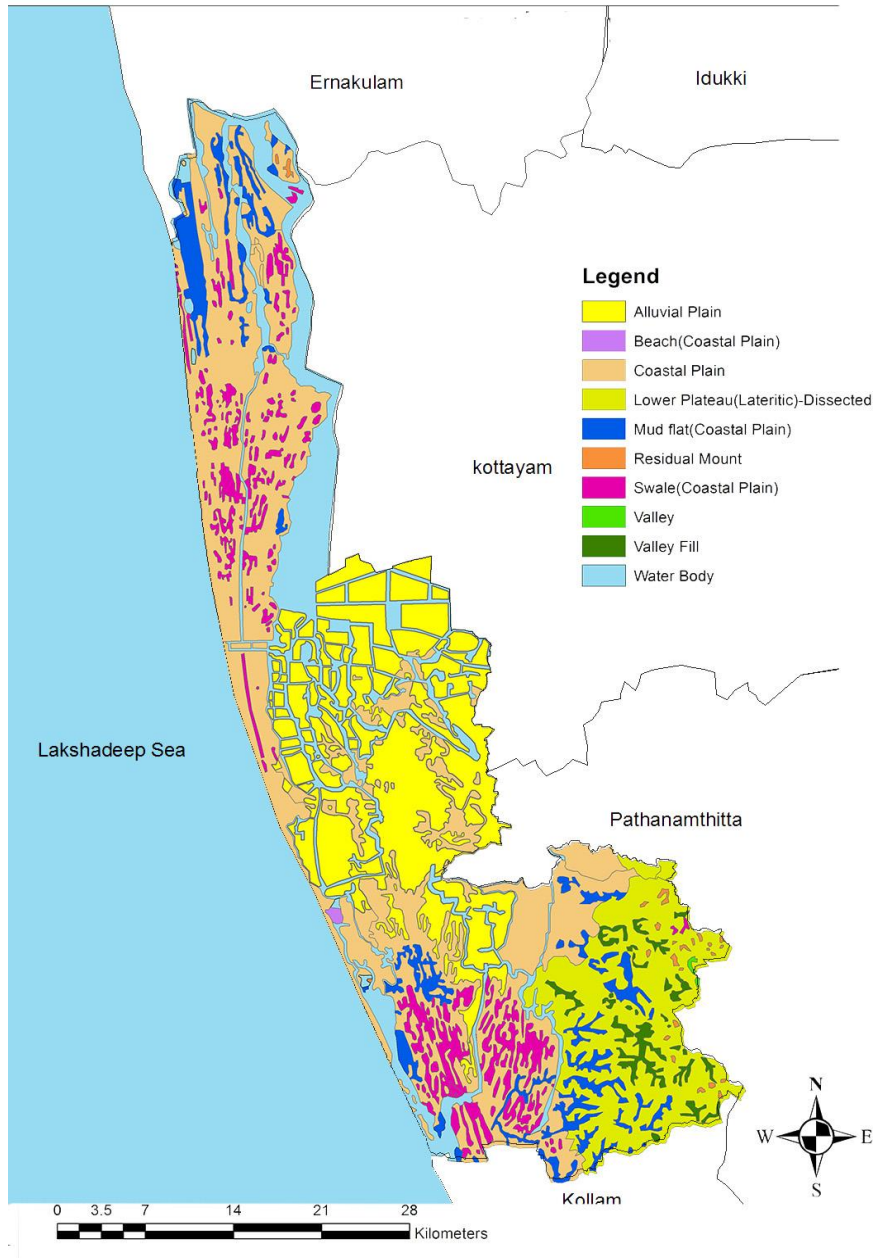 Ernakulam
Idukki
Legend
Alluvial Plain
Beach(Coastal Plain)
Coastal Plain
Lower Plateau(Lateritic)-Dissected
Mud flat(Coastal Plain)
Residual Mount
Swale(Coastal Plain)
Valley
Valley Fill
Water Body
kottayam
Lakshadeep Sea
Pathanamthitta
N
W E
S
Kollam
0 3.5 7 14 21 28
Kilometers